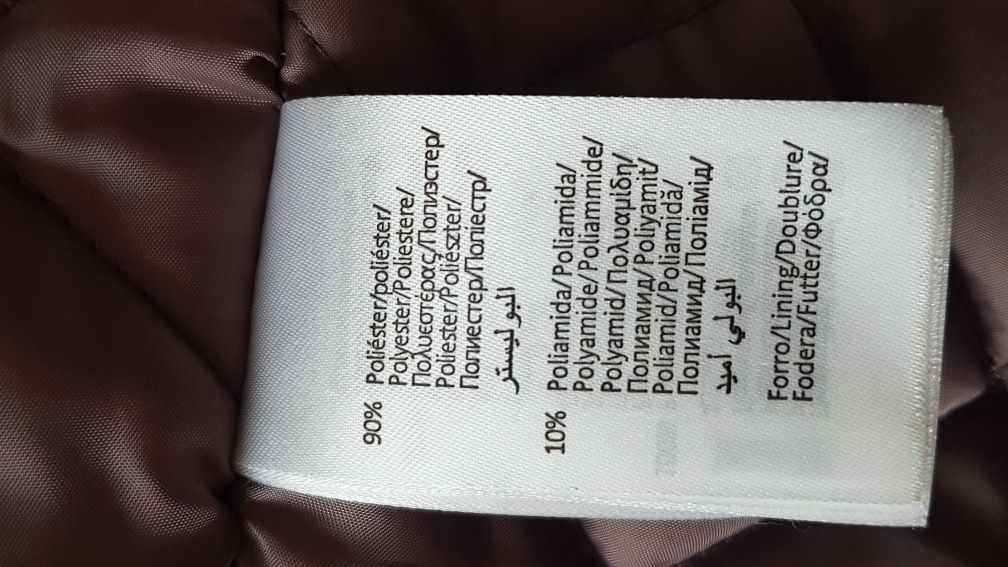 90% Poliéster/poliéster/
Polyester/Poliestere/
Πολυεστέρας/Полиэстер/
Poliester/Poliészter/
Полиестер/Поліестр/
البوليستر
10% Poliamida/Poliamida/
Polyamide/Poliammide/
Polyamid/Πολυαμίδη/
Полиамид/Poliyamit/
Poliamid/Poliamidă/
Полиамид/Поліамід/
البولي أميد
Forro/Lining/Doublure/
Fodera/Futter/Φόδρα/